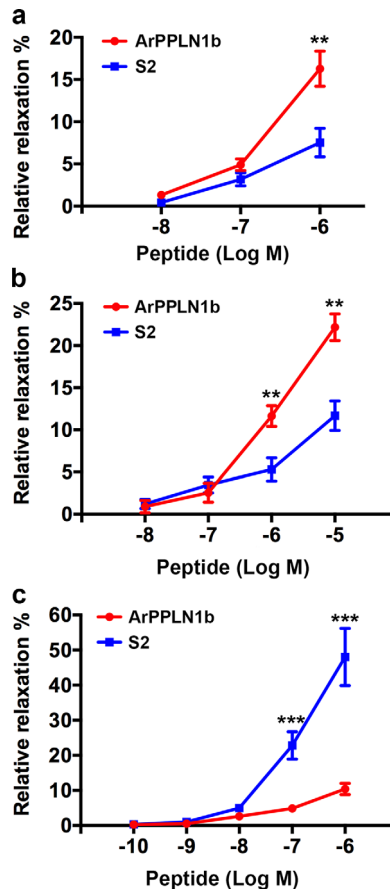 a
ArPPLN1b
S2
**
Relative relaxation %
20
15
10
5
0
-8 -7 -6
Peptide (Log M)
b
ArPPLN1b
S2
**
**
Relative relaxation %
25
20
15
10
5
0
-8 -7 -6 -5
Peptide (Log M)
c
ArPPLN1b
S2
***
***
Relative relaxation %
60
50
40
30
20
10
0
-10 -9 -8 -7 -6
Peptide (Log M)